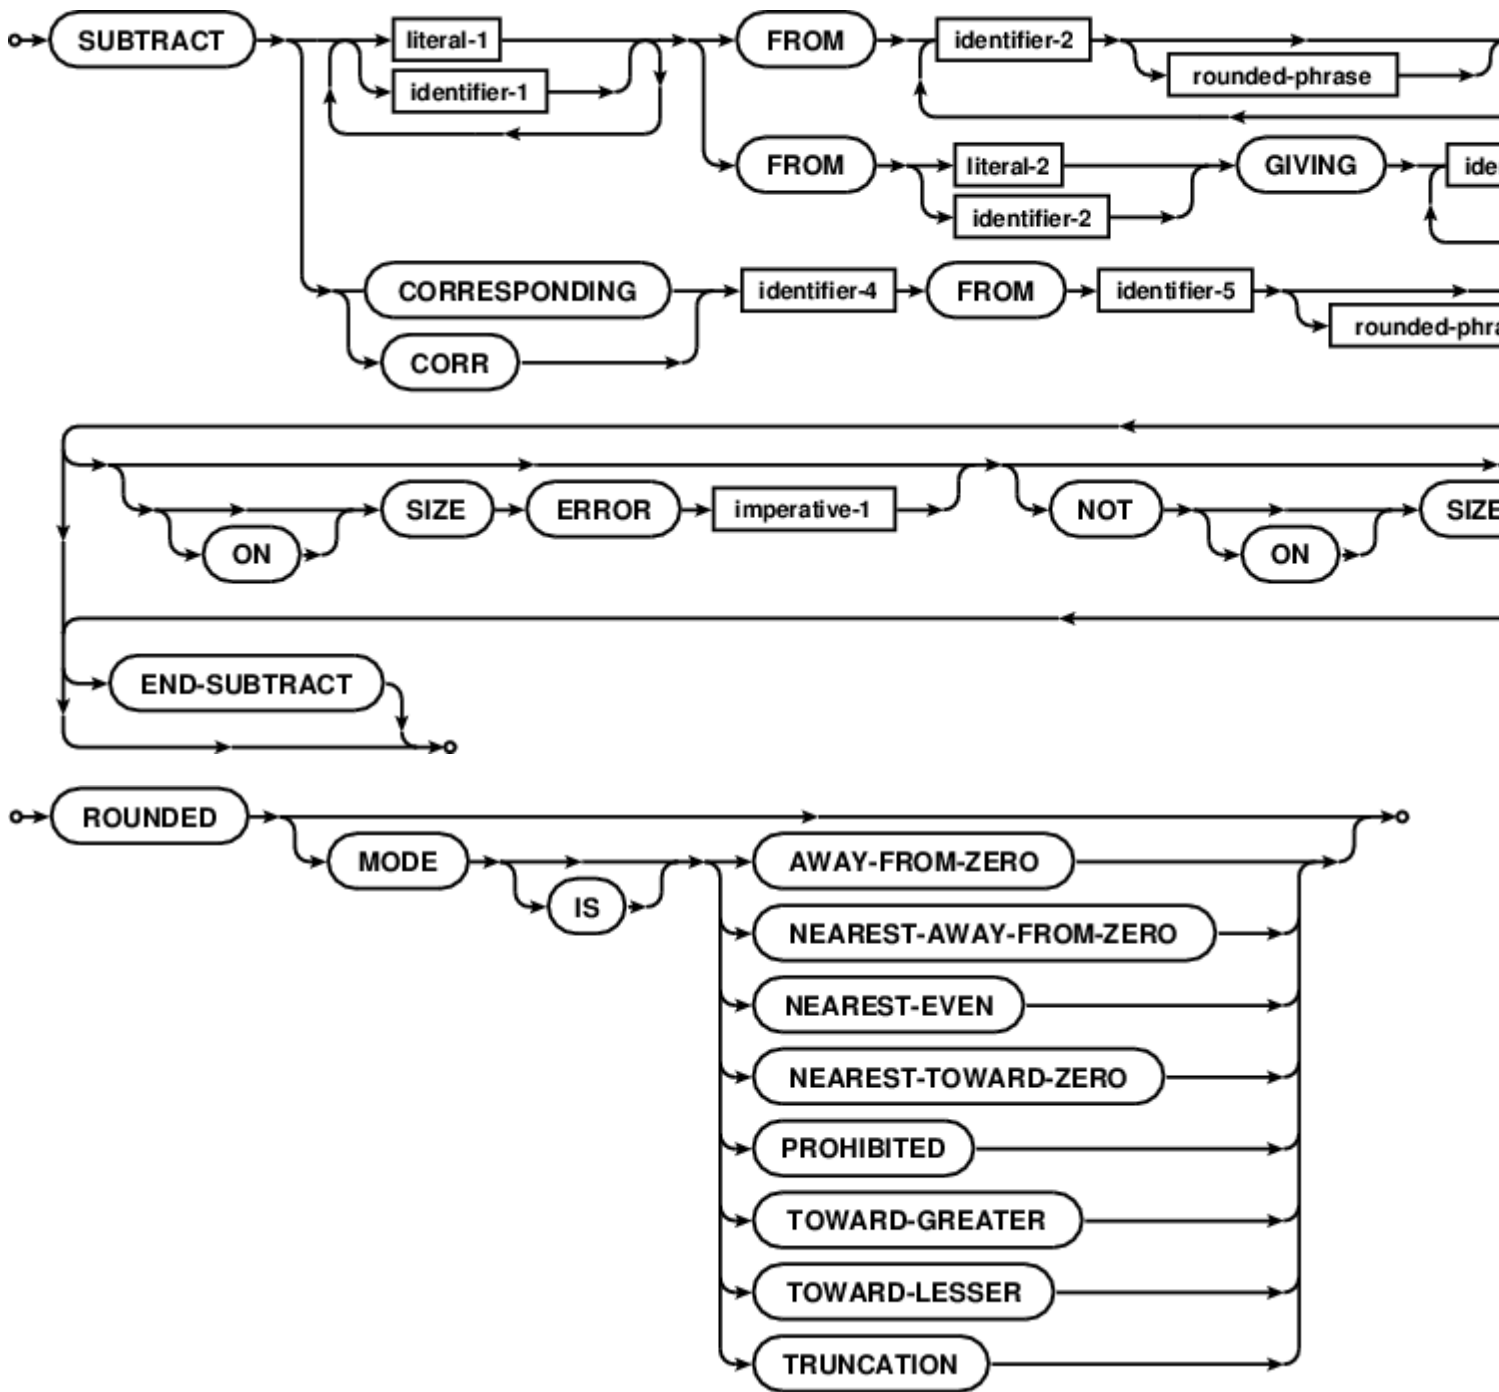 SUBTRACT literal-1 FROM identifier-2
identifier-1 rounded-phrase
FROM literal-2 GIVING
identifier-2
CORRESPONDING identifier-4 FROM identifier-5
CORR
SIZE ERROR imperative-1 NOT SIZE
ON ON
END-SUBTRACT
ROUNDED
MODE AWAY-FROM-ZERO
IS
NEAREST-AWAY-FROM-ZERO
NEAREST-EVEN
NEAREST-TOWARD-ZERO
PROHIBITED
TOWARD-GREATER
TOWARD-LESSER
TRUNCATION